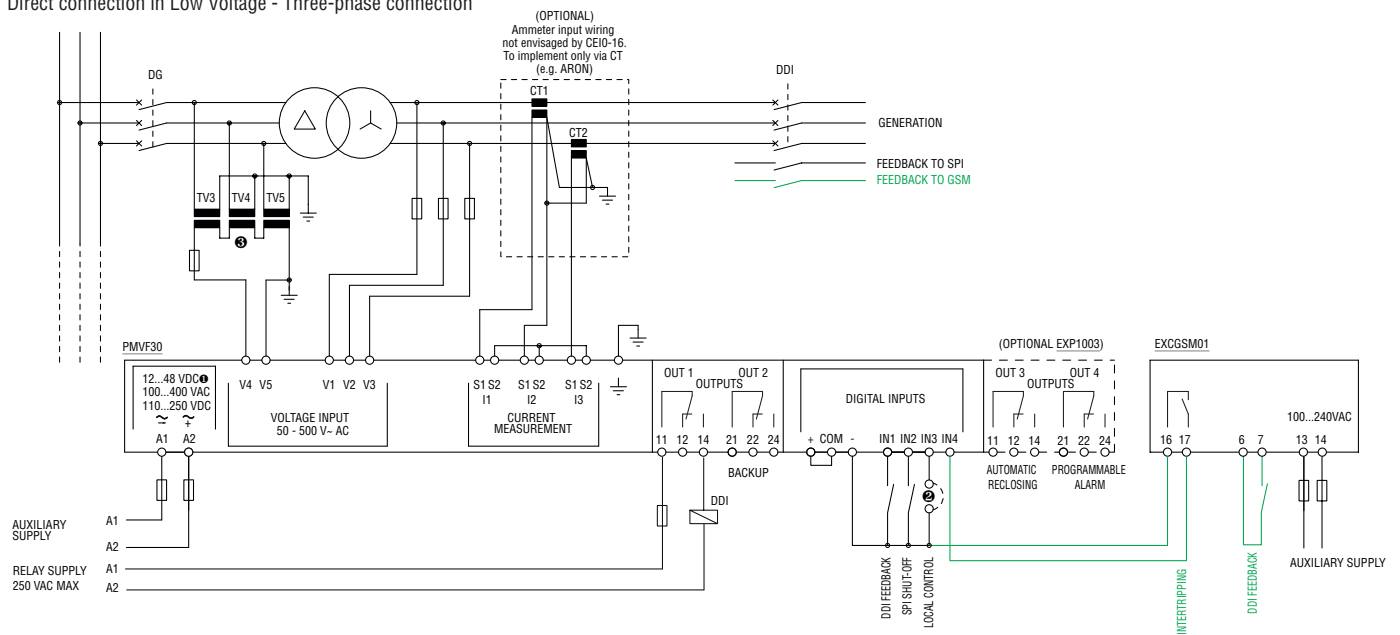 Direct connection in Low Voltage - Three-phase connection
(OPTIONAL)
Ammeter input wiring
not envisaged by CEI0-16.
To implement only via CT
(e.g. ARON)
DG
CT1
DDI
GENERATION
CT2
FEEDBACK TO SPI
FEEDBACK TO GSM
TV3 TV4 TV5
❸
PMVF30
(OPTIONAL EXP1003)
EXCGSM01
12...48 VDC❶
100...400 VAC
110...250 VDC
A1 A2
V4 V5 V1 V2 V3
VOLTAGE INPUT
50 - 500 V~ AC
S1 S2 S1 S2 S1 S2
I1 I2 I3
CURRENT
MEASUREMENT
OUT 1 OUT 2
OUTPUTS
11 12 14 21 22 24
BACKUP
DIGITAL INPUTS
+ COM - IN1 IN2 IN3 IN4
OUT 3 OUT 4
OUTPUTS
11 12 14 21 22 24
AUTOMATIC
RECLOSING
PROGRAMMABLE
ALARM
100...240VAC
16 17 6 7 13 14
❷
DDI
AUXILIARY
SUPPLY
A1
A2
RELAY SUPPLY
250 VAC MAX
A1
A2
DDI FEEDBACK
SPI SHUT-OFF
LOCAL CONTROL
INTERTRIPPING
DDI FEEDBACK
AUXILIARY SUPPLY